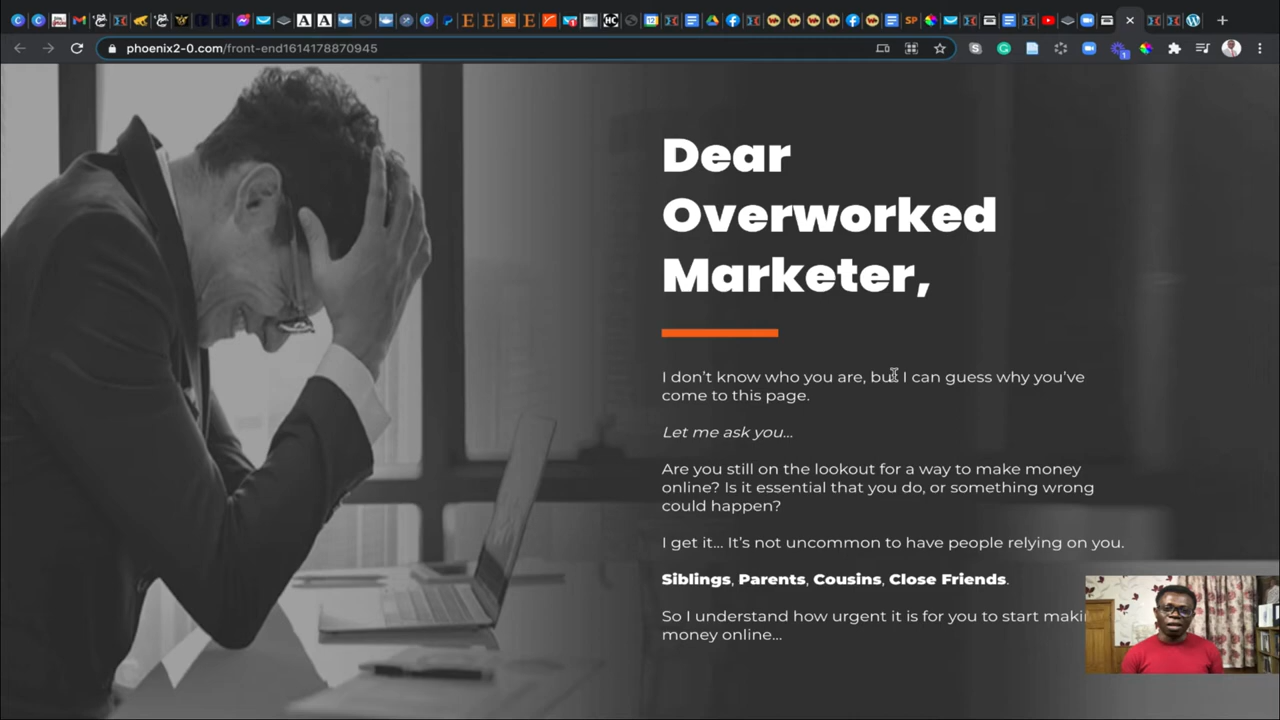 phoenix2-0.com/front-end1614178870945
Dear
Overworked
Marketer,
I don't know who you are, but I can guess why you've
come to this page.
Let me ask you...
Are you still on the lookout for a way to make money
online? Is it essential that you do, or something wrong
could happen?
I get it... It's not uncommon to have people relying on you.
Siblings, Parents, Cousins, Close Friends.
So I understand how urgent it is for you to start
money online...